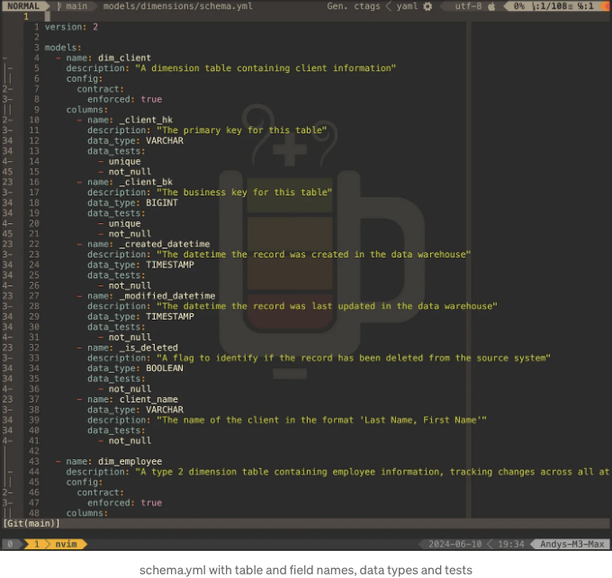 NORMAL main models/dimensions/schema.yml Gen. ctags yaml utf-8 0% :1/108 :1
1
1 version: 2
2
3 models:
4 - name: dim_client
5 description: "A dimension table containing client information"
6 config:
7 contract:
8 enforced: true
9 columns:
10 - name: _client_hk
11 description: "The primary key for this table"
12 data_type: VARCHAR
13 data_tests:
14 - unique
15 - not_null
16 - name: _client_bk
17 description: "The business key for this table"
18 data_type: BIGINT
19 data_tests:
20 - unique
21 - not_null
22 - name: _created_datetime
23 description: "The datetime the record was created in the data warehouse"
24 data_type: TIMESTAMP
25 data_tests:
26 - not_null
27 - name: _modified_datetime
28 description: "The datetime the record was last updated in the data warehouse"
29 data_type: TIMESTAMP
30 data_tests:
31 - not_null
32 - name: _is_deleted
33 description: "A flag to identify if the record has been deleted from the source system"
34 data_type: BOOLEAN
35 data_tests:
36 - not_null
37 - name: client_name
38 data_type: VARCHAR
39 description: "The name of the client in the format 'Last Name, First Name'"
40 data_tests:
41 - not_null
42
43 - name: dim_employee
44 description: "A type 2 dimension table containing employee information, tracking changes across all at
45 config:
46 contract:
47 enforced: true
48 columns:
[Git(main)]
0 1 nvim 2024-06-10 19:34 Andys-M3-Max
schema.yml with table and field names, data types and tests